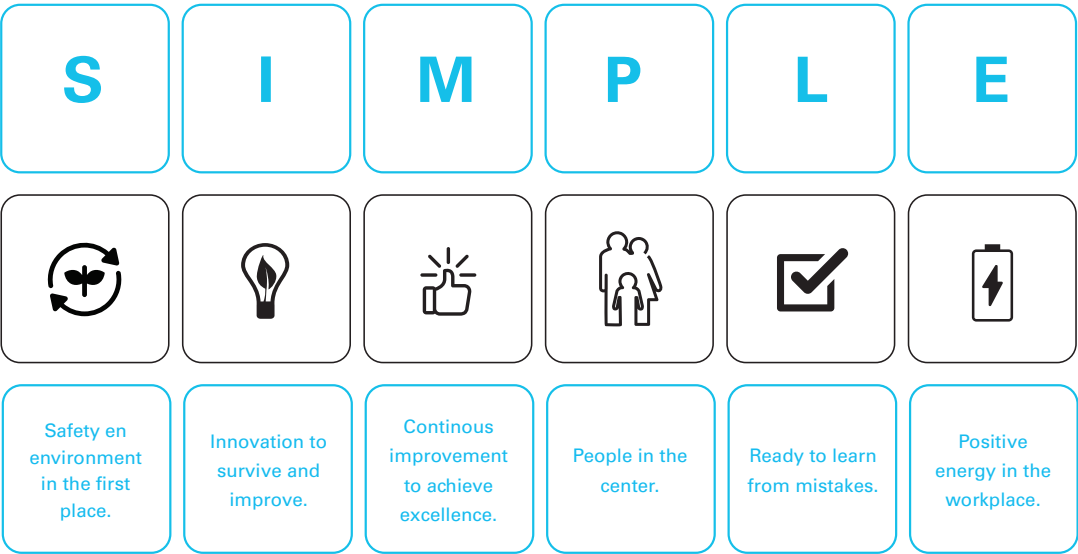 S I M P L E
Safety en
environment
in the first
place.
Innovation to
survive and
improve.
Continous
improvement
to achieve
excellence.
People in the
center.
Ready to learn
from mistakes.
Positive
energy in the
workplace.